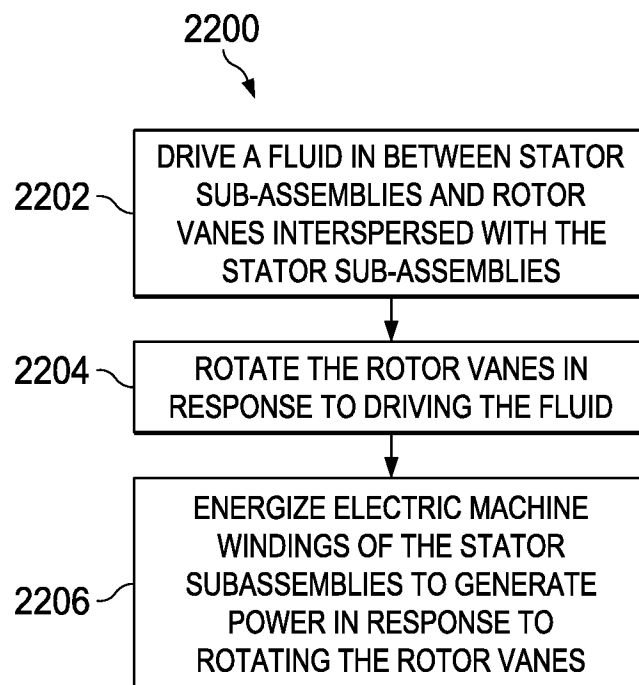 2200
2202
DRIVE A FLUID IN BETWEEN STATOR
SUB-ASSEMBLIES AND ROTOR
VANES INTERSPERSED WITH THE
STATOR SUB-ASSEMBLIES
2204
ROTATE THE ROTOR VANES IN
RESPONSE TO DRIVING THE FLUID
2206
ENERGIZE ELECTRIC MACHINE
WINDINGS OF THE STATOR
SUBASSEMBLIES TO GENERATE
POWER IN RESPONSE TO
ROTATING THE ROTOR VANES